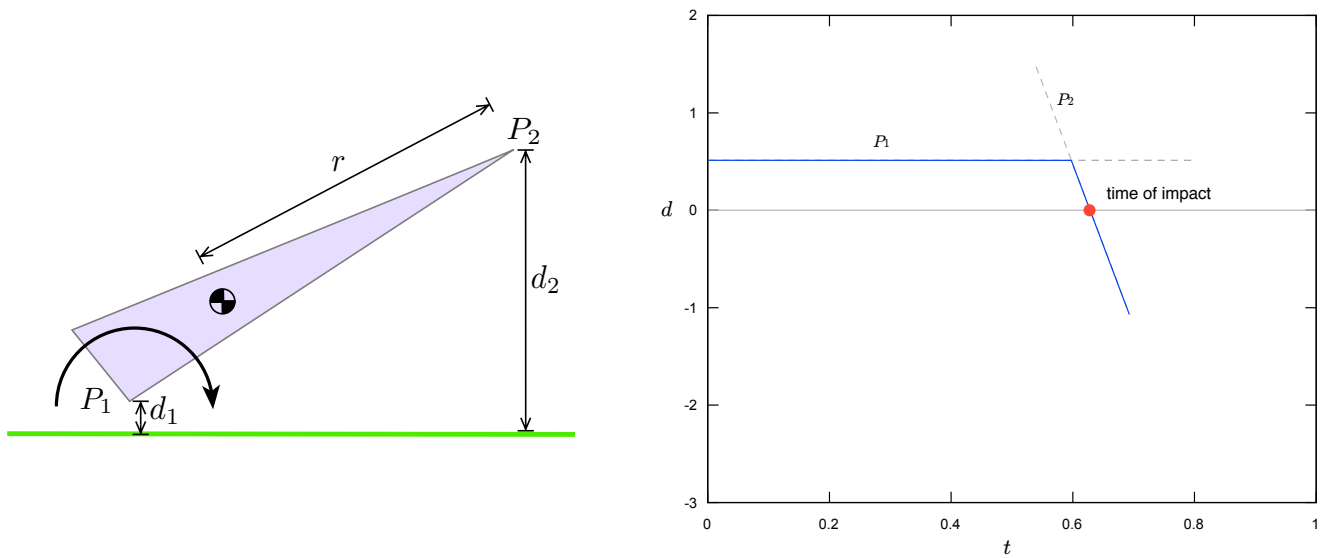 P₂
r
d₂
P₁
d₁
2
1
0
-1
-2
-3
d
P₂
P₁
time of impact
0 0.2 0.4 0.6 0.8 1
t